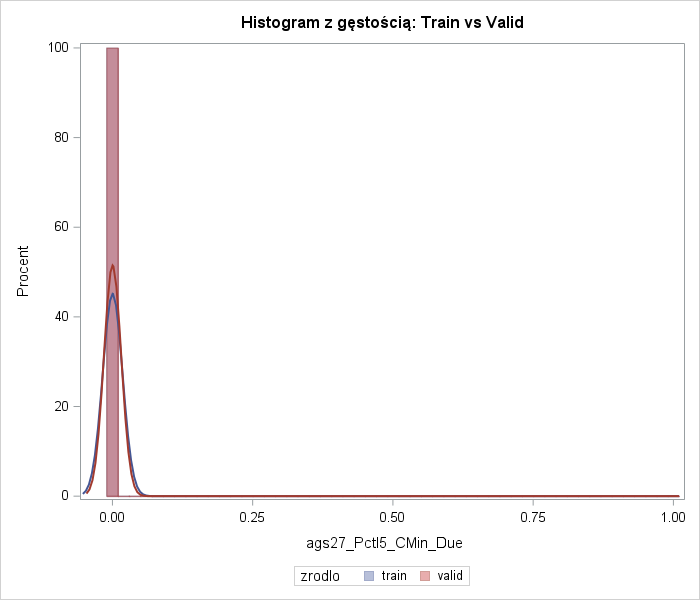 Histogram z gęstością: Train vs Valid
100
80
60
40
20
0
Procent
0.00 0.25 0.50 0.75 1.00
ags27_Pctl5_CMin_Due
zrodlo train valid